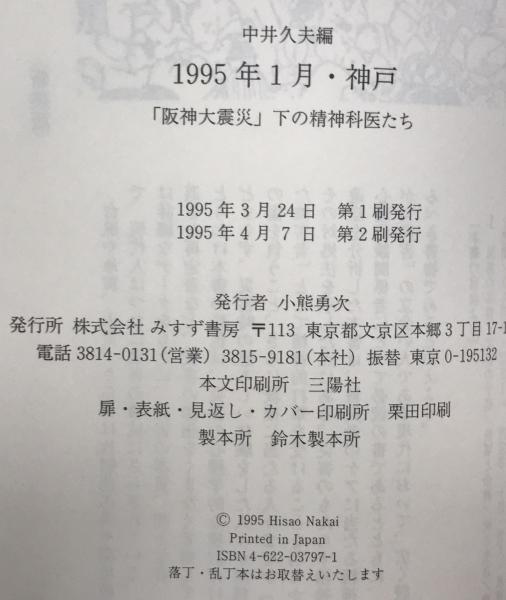 中井久夫編
1995年1月・神戸
「阪神大震災」下の精神科医たち
1995年3月24日 第1刷発行
1995年4月7日 第2刷発行
発行者 小熊勇次
発行所 株式会社 みすず書房 〒113 東京都文京区本郷3丁目17-1
電話 3814-0131(営業) 3815-9181(本社) 振替 東京0-195132
本文印刷所 三陽社
扉・表紙・見返し・カバー印刷所 栗田印刷
製本所 鈴木製本所
© 1995 Hisao Nakai
Printed in Japan
ISBN 4-622-03797-1
落丁・乱丁本はお取替えいたします